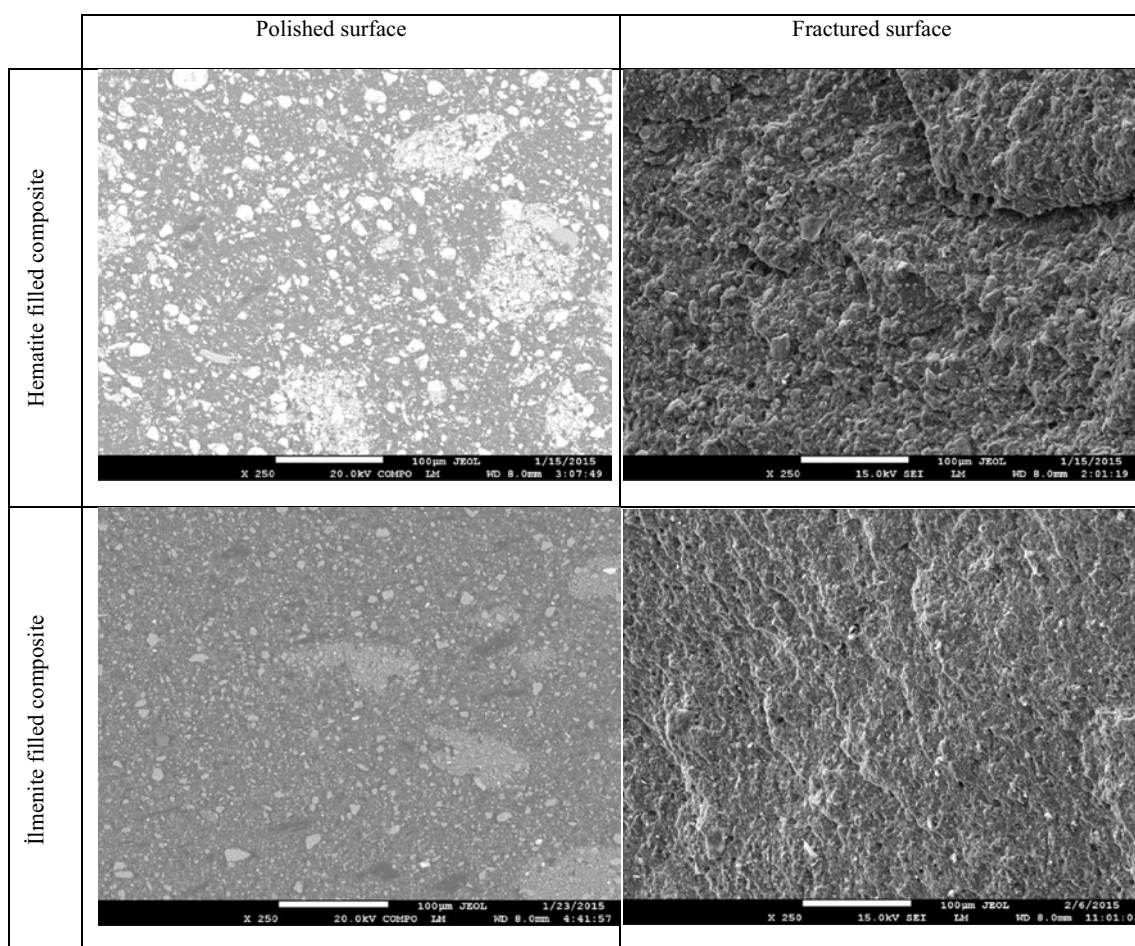 Polished surface
Fractured surface
Hematite filled composite
100µm JEOL 1/15/2015
X 250 20.0kV COMPO LM WD 8.0mm 3:07:49
100µm JEOL 1/15/2015
X 250 15.0kV SEI LM WD 8.0mm 2:01:19
İlmenite filled composite
100µm JEOL 1/23/2015
X 250 20.0kV COMPO LM WD 8.0mm 4:41:57
100µm JEOL 2/6/2015
X 250 15.0kV SEI LM WD 8.0mm 11:01:0